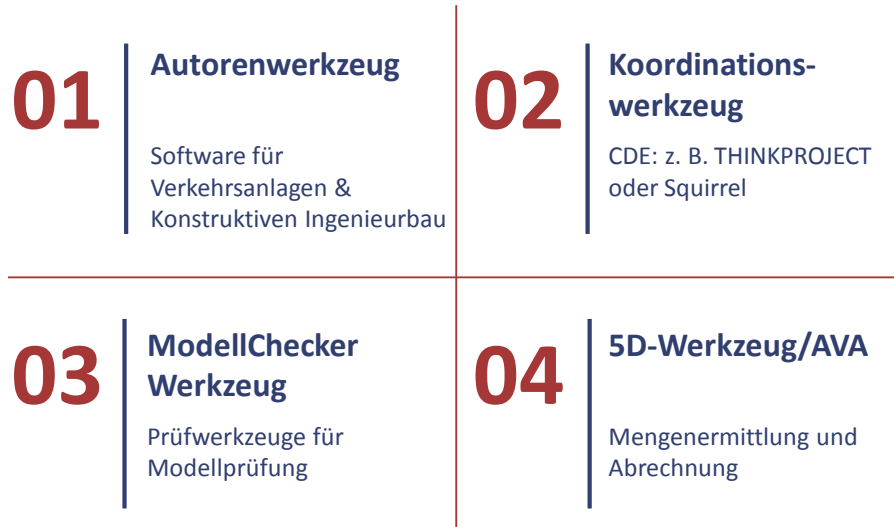 01
Autorenwerkzeug
Software für
Verkehrsanlagen &
Konstruktiven Ingenieurbau
02
Koordinations-
werkzeug
CDE: z. B. THINKPROJECT
oder Squirrel
03
ModellChecker
Werkzeug
Prüfwerkzeuge für
Modellprüfung
04
5D-Werkzeug/AVA
Mengenermittlung und
Abrechnung